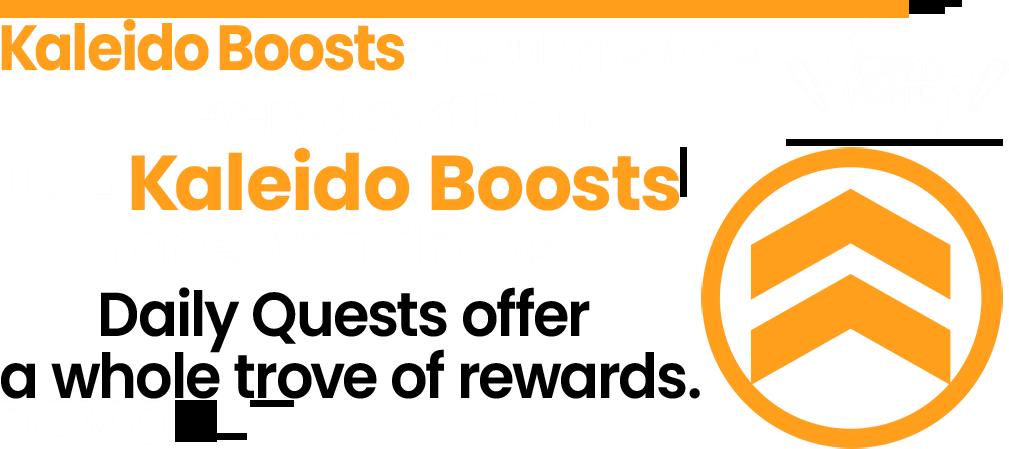 Kaleido Boosts
Kaleido Boosts
Daily Quests offer
a whole trove of rewards.